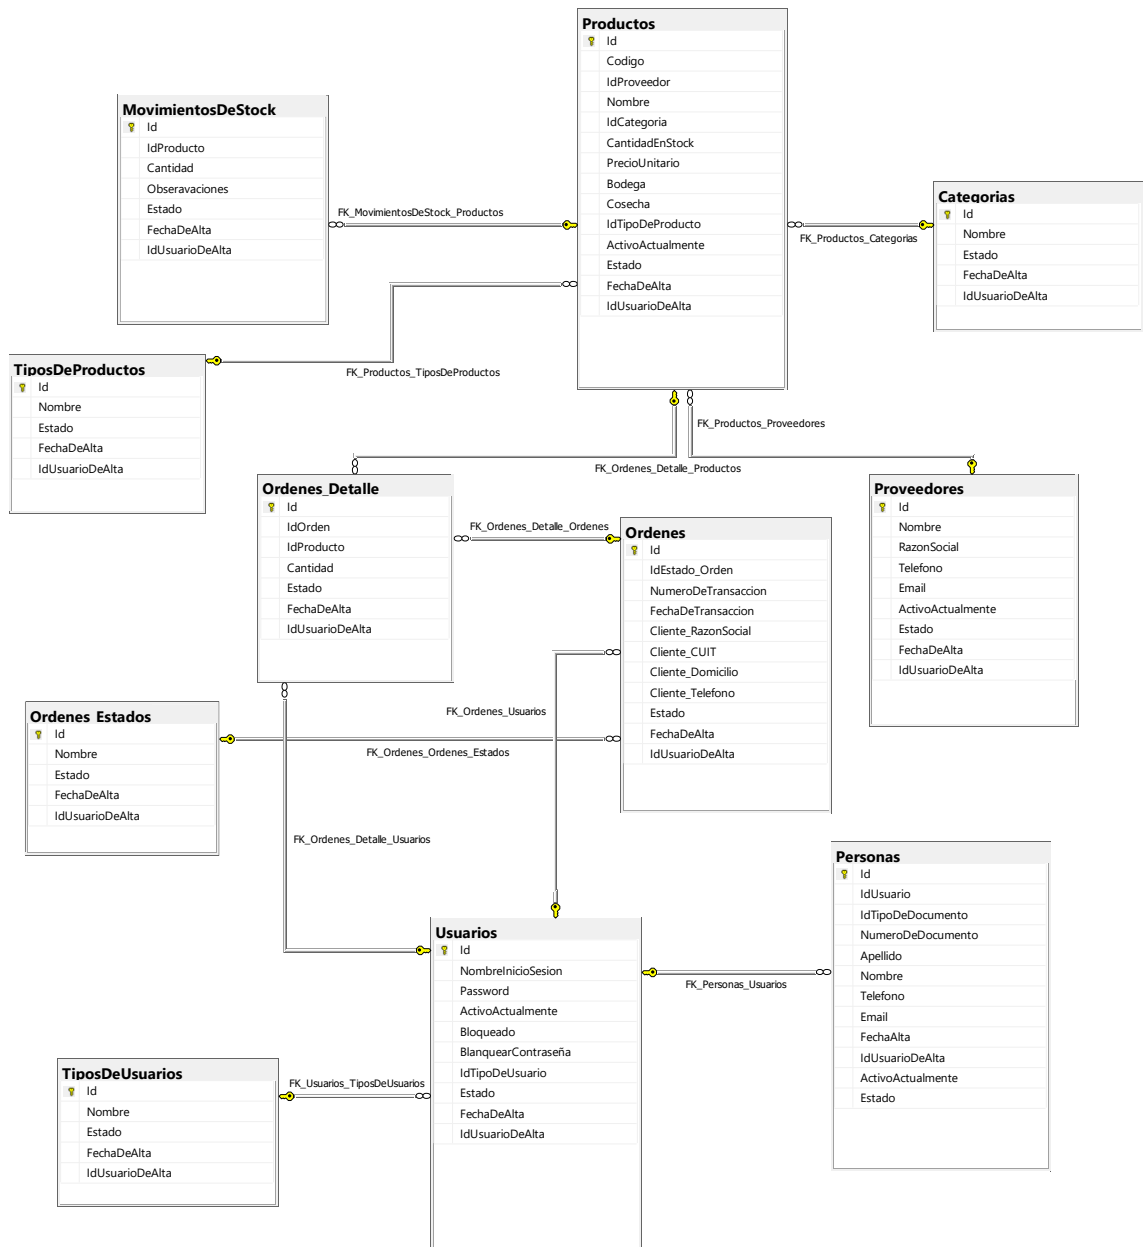 Productos
Id
Codigo
IdProveedor
Nombre
IdCategoria
CantidadEnStock
PrecioUnitario
Bodega
Cosecha
IdTipoDeProducto
ActivoActualmente
Estado
FechaDeAlta
IdUsuarioDeAlta
MovimientosDeStock
Id
IdProducto
Cantidad
Obseravaciones
Estado
FechaDeAlta
IdUsuarioDeAlta
FK_MovimientosDeStock_Productos
Categorias
Id
Nombre
Estado
FechaDeAlta
IdUsuarioDeAlta
FK_Productos_Categorias
TiposDeProductos
Id
Nombre
Estado
FechaDeAlta
IdUsuarioDeAlta
FK_Productos_TiposDeProductos
FK_Productos_Proveedores
FK_Ordenes_Detalle_Productos
Ordenes_Detalle
Id
IdOrden
IdProducto
Cantidad
Estado
FechaDeAlta
IdUsuarioDeAlta
FK_Ordenes_Detalle_Ordenes
Ordenes
Id
IdEstado_Orden
NumeroDeTransaccion
FechaDeTransaccion
Cliente_RazonSocial
Cliente_CUIT
Cliente_Domicilio
Cliente_Telefono
Estado
FechaDeAlta
IdUsuarioDeAlta
Proveedores
Id
Nombre
RazonSocial
Telefono
Email
ActivoActualmente
Estado
FechaDeAlta
IdUsuarioDeAlta
Ordenes_Estados
Id
Nombre
Estado
FechaDeAlta
IdUsuarioDeAlta
FK_Ordenes_Usuarios
FK_Ordenes_Ordenes_Estados
FK_Ordenes_Detalle_Usuarios
Personas
Id
IdUsuario
IdTipoDeDocumento
NumeroDeDocumento
Apellido
Nombre
Telefono
Email
FechaAlta
IdUsuarioDeAlta
ActivoActualmente
Estado
Usuarios
Id
NombreInicioSesion
Password
ActivoActualmente
Bloqueado
BlanquearContraseña
IdTipoDeUsuario
Estado
FechaDeAlta
IdUsuarioDeAlta
FK_Personas_Usuarios
TiposDeUsuarios
Id
Nombre
Estado
FechaDeAlta
IdUsuarioDeAlta
FK_Usuarios_TiposDeUsuarios